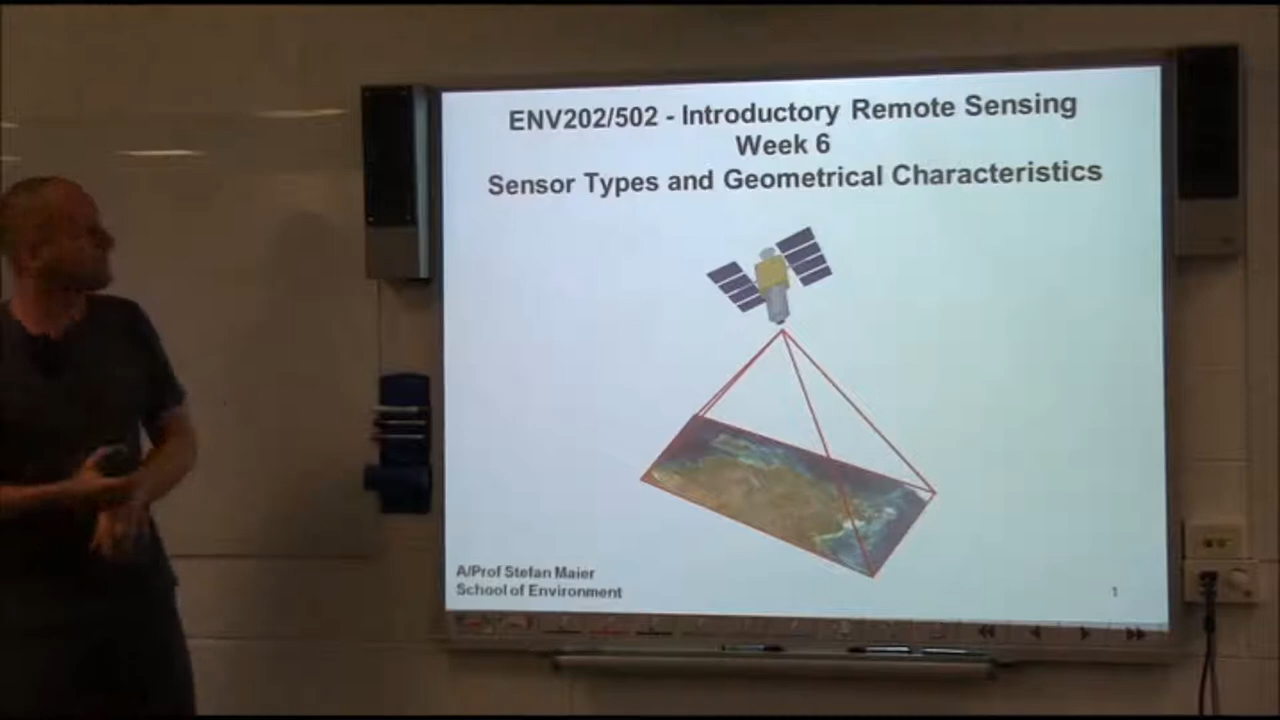 ENV202/502 - Introductory Remote Sensing
Week 6
Sensor Types and Geometrical Characteristics
A/Prof Stefan Maier
School of Environment
1